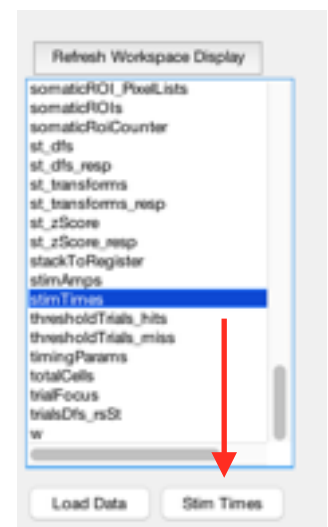 Refresh Workspace Display
somaticROI_PixelLists
somaticROIs
somaticRoiCounter
st_dfs
st_dfs_resp
st_transforms
st_transforms_resp
st_zScore
st_zScore_resp
stackToRegister
stimAmps
stimTimes
thresholdTrials_hits
thresholdTrials_miss
timingParams
totalCells
trialFocus
trialsDfs_rsSt
w
Load Data
Stim Times